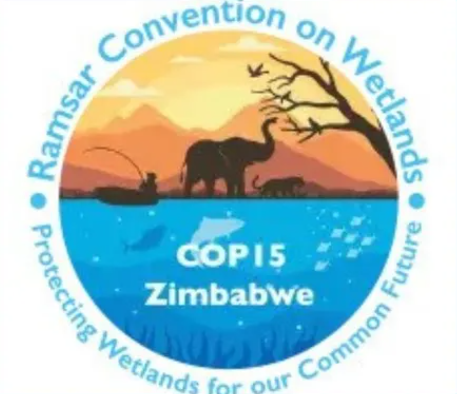 Ramsar Convention on Wetlands
COP15
Zimbabwe
Protecting Wetlands for our Common Future